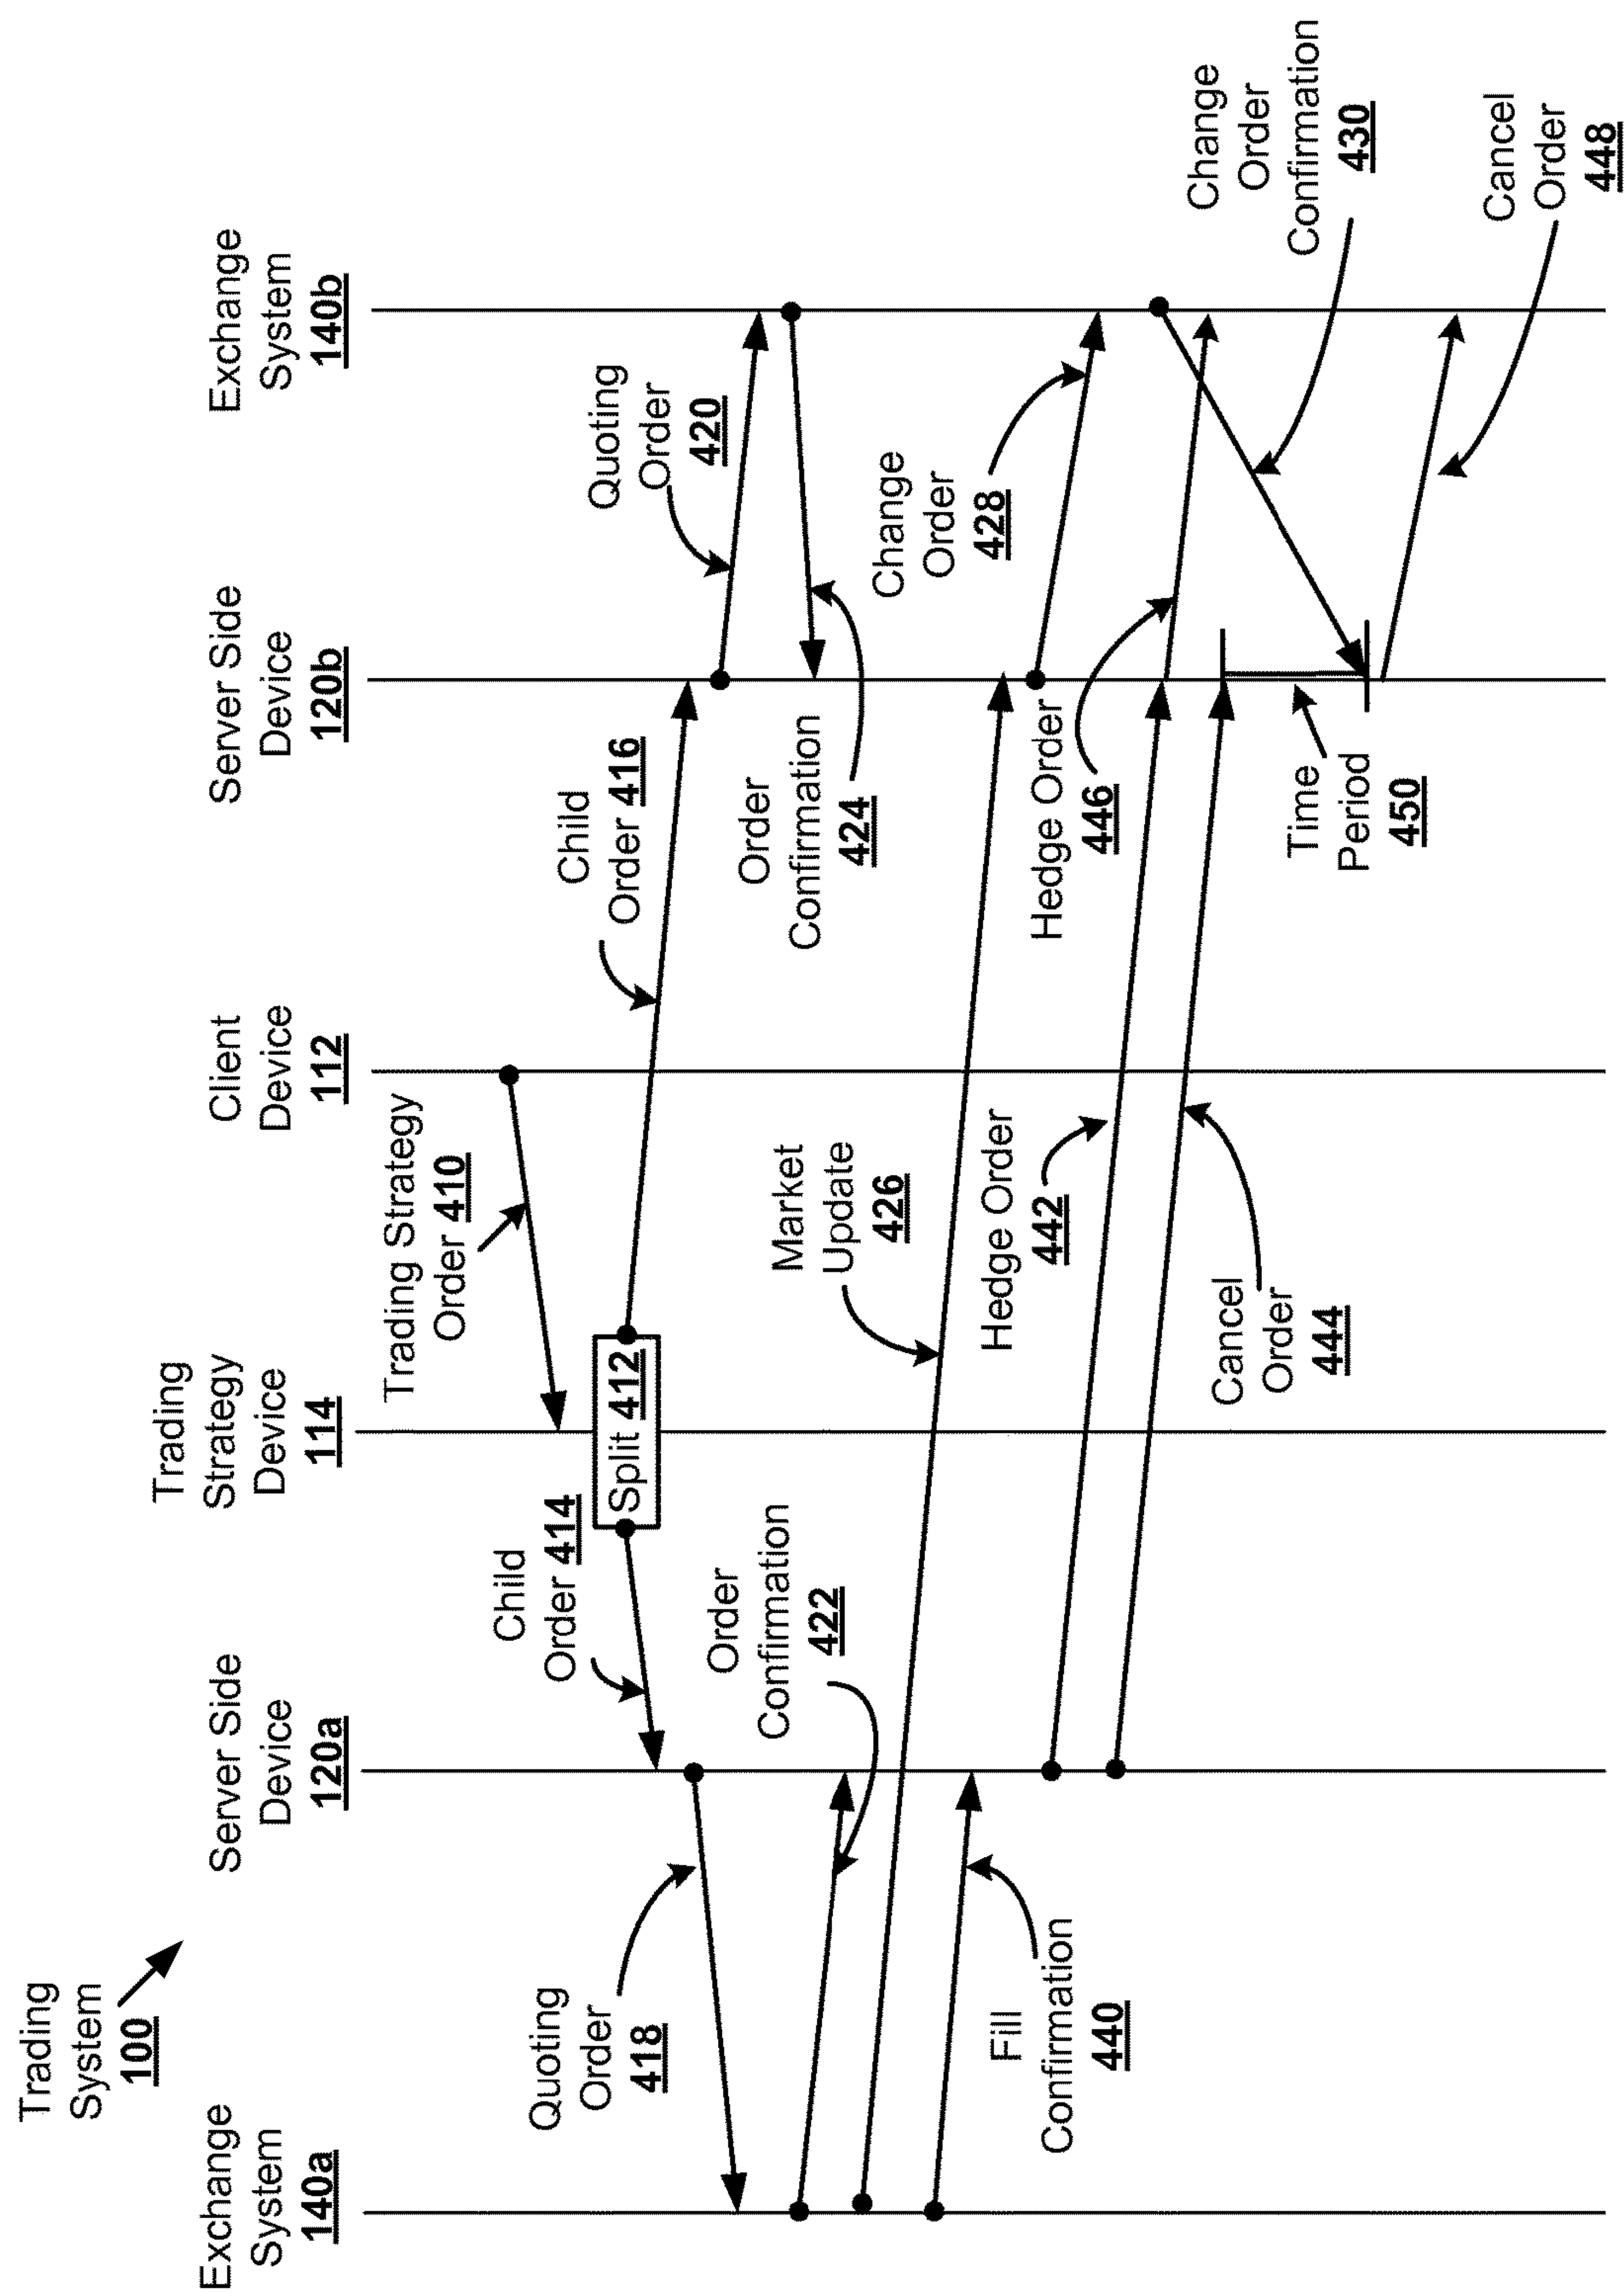 Trading
System
100
Exchange
System
140a
Server Side
Device
120a
Trading
Strategy
Device
114
Client
Device
112
Server Side
Device
120b
Exchange
System
140b
Trading Strategy
Order 410
Split 412
Child
Order 414
Child
Order 416
Quoting
Order
418
Quoting
Order
420
Order
Confirmation
422
Order
Confirmation
424
Market
Update
426
Change
Order
428
Fill
Confirmation
440
Hedge Order
442
Hedge Order
446
Cancel
Order
444
Time
Period
450
Change
Order
Confirmation
430
Cancel
Order
448